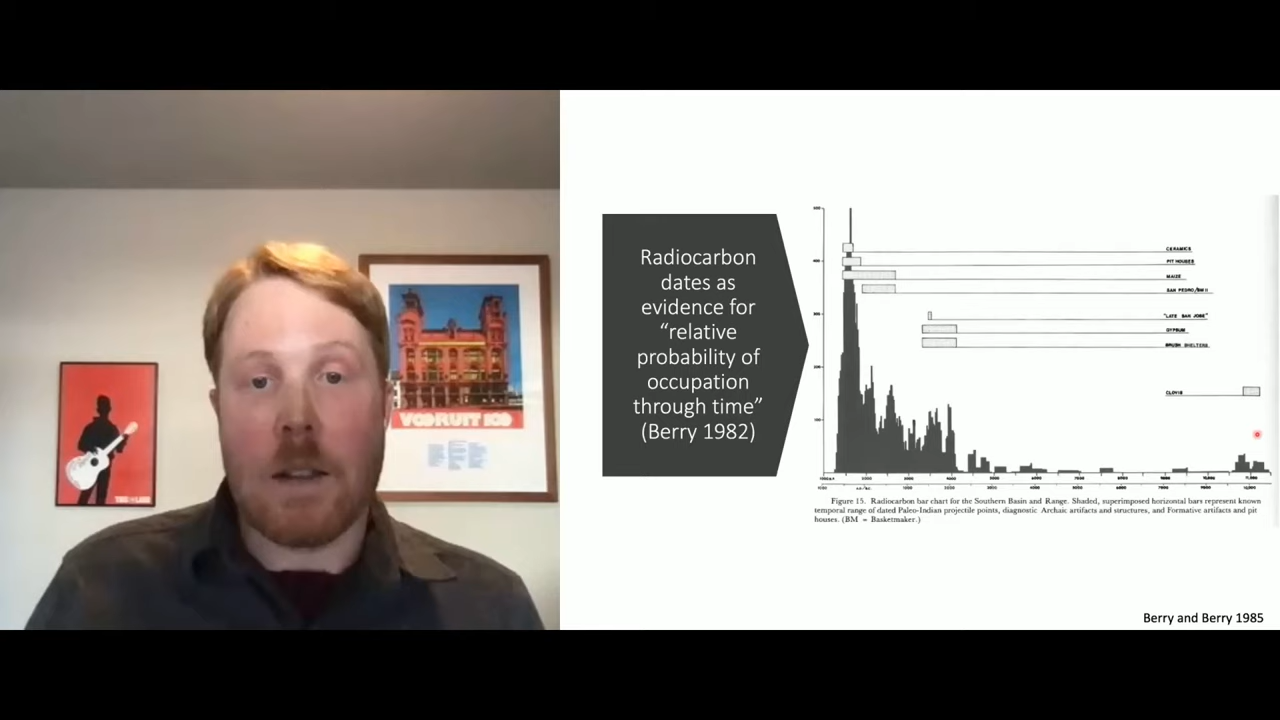 VOORUIT 100
Radiocarbon
dates as
evidence for
“relative
probability of
occupation
through time”
(Berry 1982)
CERAMICS
PIT HOUSES
MAIZE
SAN PEDRO/BM II
"LATE SAN JOSE"
GYPSUM
BRUSH SHELTERS
CLOVIS
Figure 15. Radiocarbon bar chart for the Southern Basin and Range. Shaded, superimposed horizontal bars represent known
temporal range of dated Paleo-Indian projectile points, diagnostic Archaic artifacts and structures, and Formative artifacts and pit
houses. (BM = Basketmaker.)
Berry and Berry 1985